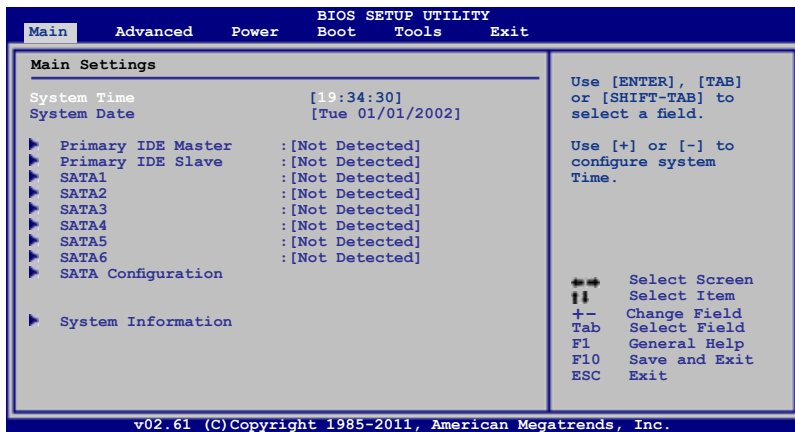 BIOS SETUP UTILITY
Main Advanced Power Boot Tools Exit
Main Settings
System Time [19:34:30]
System Date [Tue 01/01/2002]
Primary IDE Master :[Not Detected]
Primary IDE Slave :[Not Detected]
SATA1 :[Not Detected]
SATA2 :[Not Detected]
SATA3 :[Not Detected]
SATA4 :[Not Detected]
SATA5 :[Not Detected]
SATA6 :[Not Detected]
SATA Configuration
System Information
Use [ENTER], [TAB]
or [SHIFT-TAB] to
select a field.
Use [+] or [-] to
configure system
Time.
Select Screen
Select Item
+- Change Field
Tab Select Field
F1 General Help
F10 Save and Exit
ESC Exit
v02.61 (C)Copyright 1985-2011, American Megatrends, Inc.